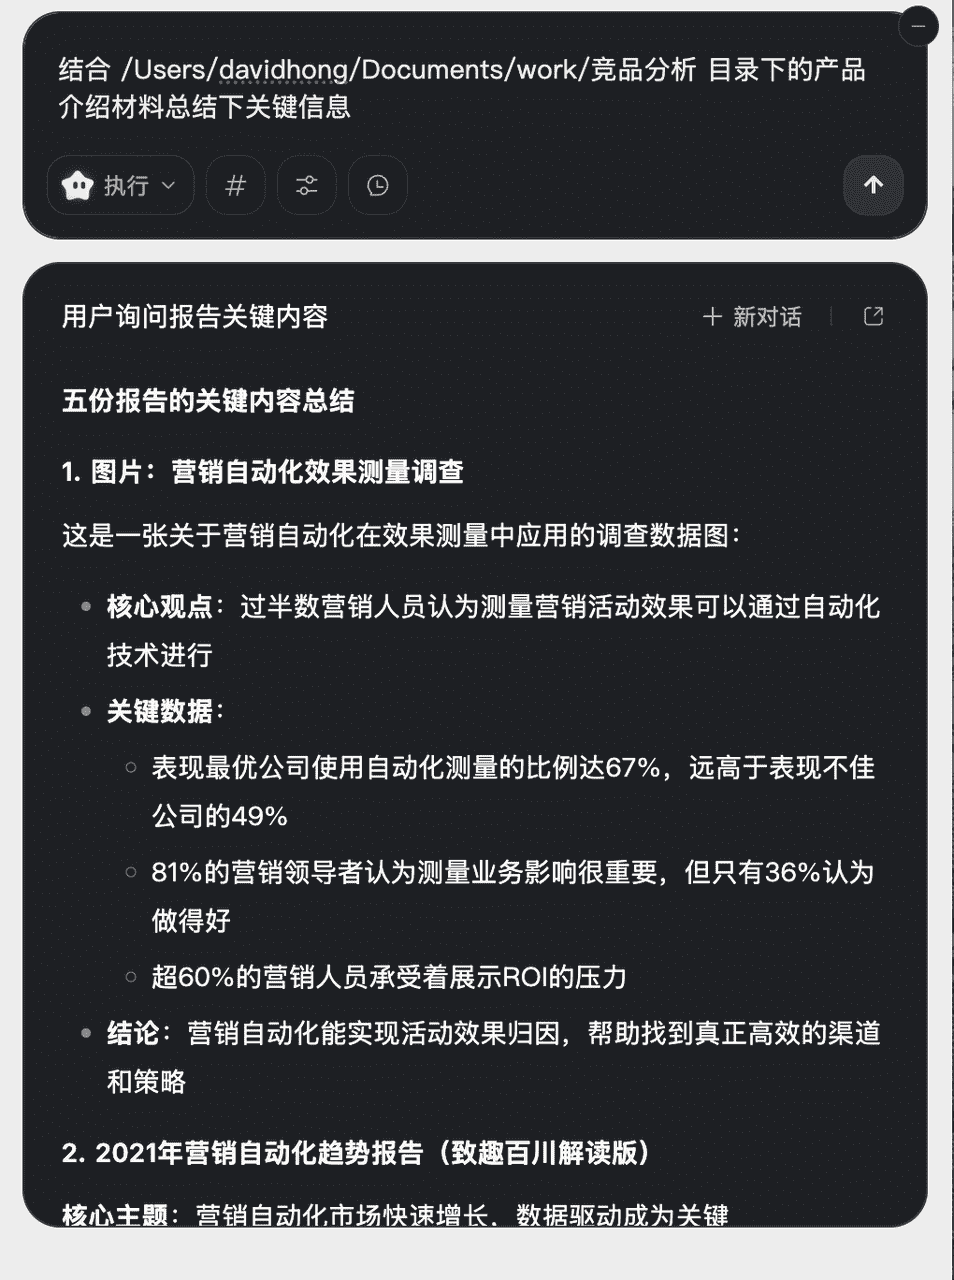 结合 /Users/davidhong/Documents/work/竞品分析 目录下的产品
介绍材料总结下关键信息
执行
用户询问报告关键内容
新对话
五份报告的关键内容总结
1. 图片：营销自动化效果测量调查
这是一张关于营销自动化在效果测量中应用的调查数据图：
核心观点：过半数营销人员认为测量营销活动效果可以通过自动化
技术进行
关键数据：
表现最优公司使用自动化测量的比例达67%，远高于表现不佳
公司的49%
81%的营销领导者认为测量业务影响很重要，但只有36%认为
做得好
超60%的营销人员承受着展示ROI的压力
结论：营销自动化能实现活动效果归因，帮助找到真正高效的渠道
和策略
2. 2021年营销自动化趋势报告（致趣百川解读版）
核心主题：营销自动化市场快速增长，数据驱动成为关键